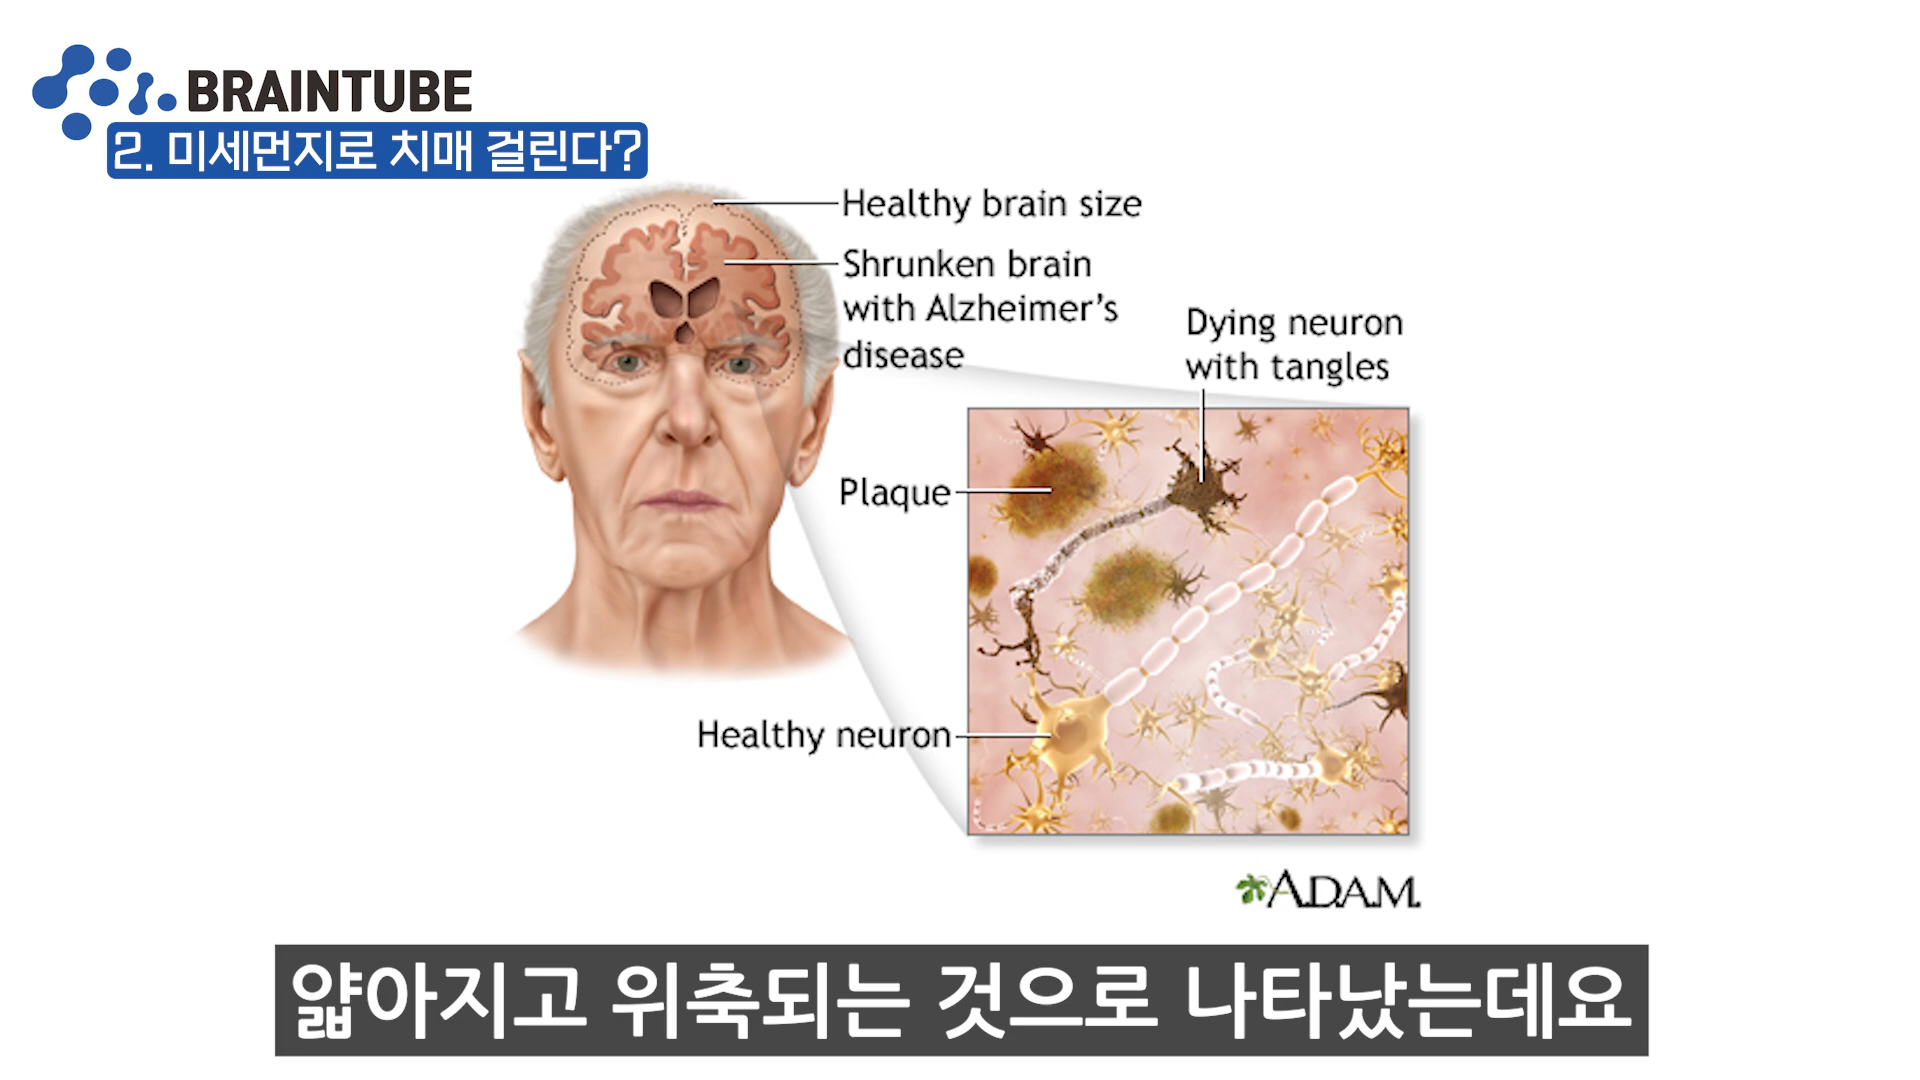 BRAINTUBE
2. 미세먼지로 치매 걸린다?
Healthy brain size
Shrunken brain
with Alzheimer's
disease
Dying neuron
with tangles
Plaque
Healthy neuron
A.D.A.M.
얇아지고 위축되는 것으로 나타났는데요